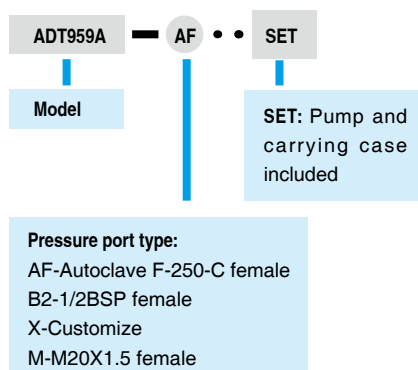 ADT959A — AF • • SET
Model
SET: Pump and
carrying case
included
Pressure port type:
AF-Autoclave F-250-C female
B2-1/2BSP female
X-Customize
M-M20X1.5 female